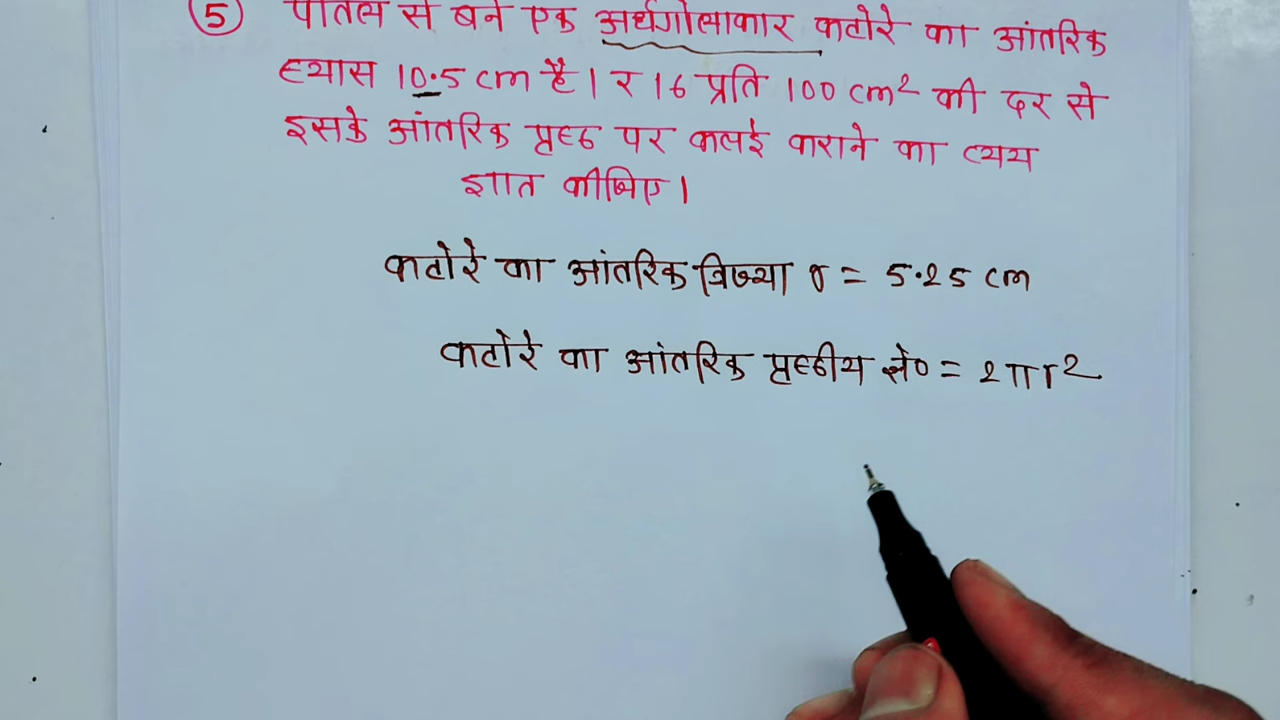 ⑤ पीतल से बने एक अर्धगोलाकार कटोरे का आंतरिक
व्यास 10.5 cm है। ₹ 16 प्रति 100 cm² की दर से
इसके आंतरिक पृष्ठ पर कलई कराने का व्यय
ज्ञात कीजिए।
कटोरे का आंतरिक त्रिज्या r = 5.25 cm
कटोरे का आंतरिक पृष्ठीय क्षे० = 2πr²